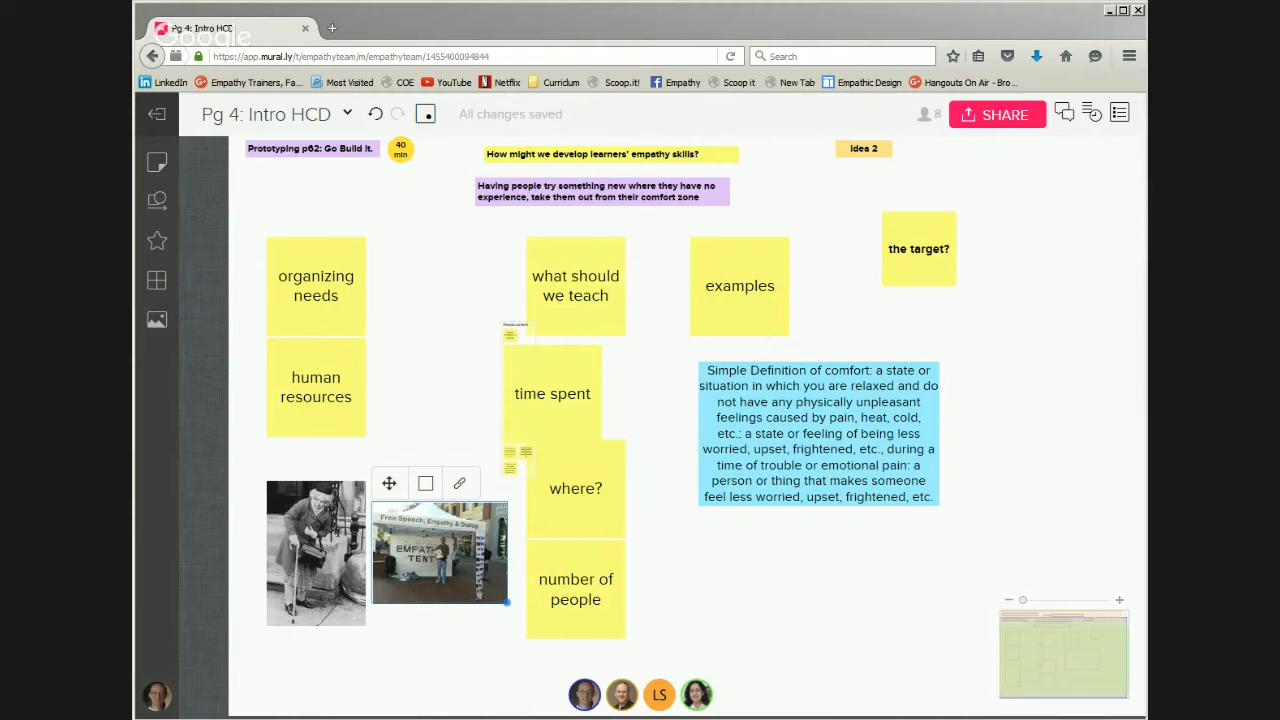 Pg 4: Intro HCD
Google
https://app.mural.ly/t/empathyteam/m/empathyteam/1455400094844
Search
LinkedIn
Empathy Trainers, Fa...
Most Visited
COE
YouTube
Netflix
Curriclum
Scoop.it!
Empathy
Scoop it
New Tab
Empathic Design
Hangouts On Air - Bro...
Pg 4: Intro HCD
All changes saved
8
SHARE
Prototyping p62: Go Build it.
40
min
How might we develop learners' empathy skills?
Idea 2
Having people try something new where they have no
experience, take them out from their comfort zone
the target?
organizing
needs
what should
we teach
examples
human
resources
time spent
Simple Definition of comfort: a state or
situation in which you are relaxed and do
not have any physically unpleasant
feelings caused by pain, heat, cold,
etc.: a state or feeling of being less
worried, upset, frightened, etc., during a
time of trouble or emotional pain: a
person or thing that makes someone
feel less worried, upset, frightened, etc.
where?
Free Speech, Empathy & Dialog
EMPATHY
TENT
number of
people
LS